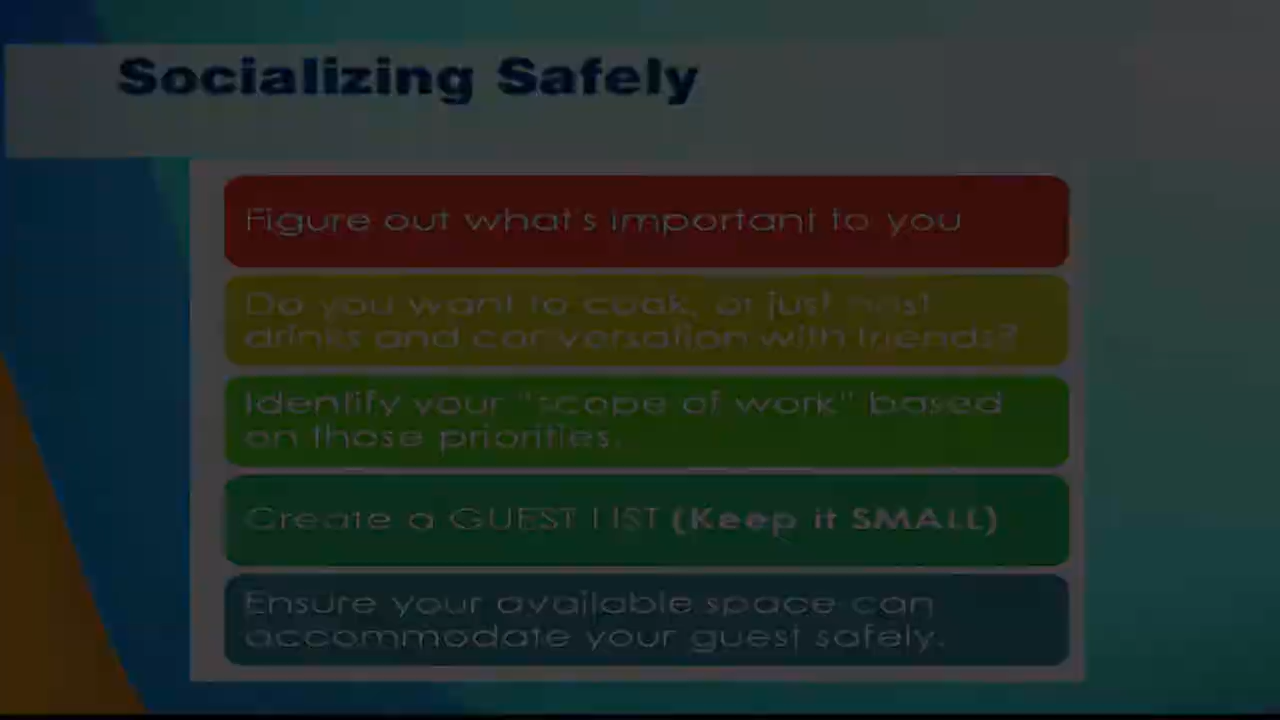 Socializing Safely
Figure out what's important to you
Do you want to cook, or just host
drinks and conversation with friends?
Identify your "scope of work" based
on those priorities.
Create a GUEST LIST (Keep it SMALL)
Ensure your available space can
accommodate your guest safely.